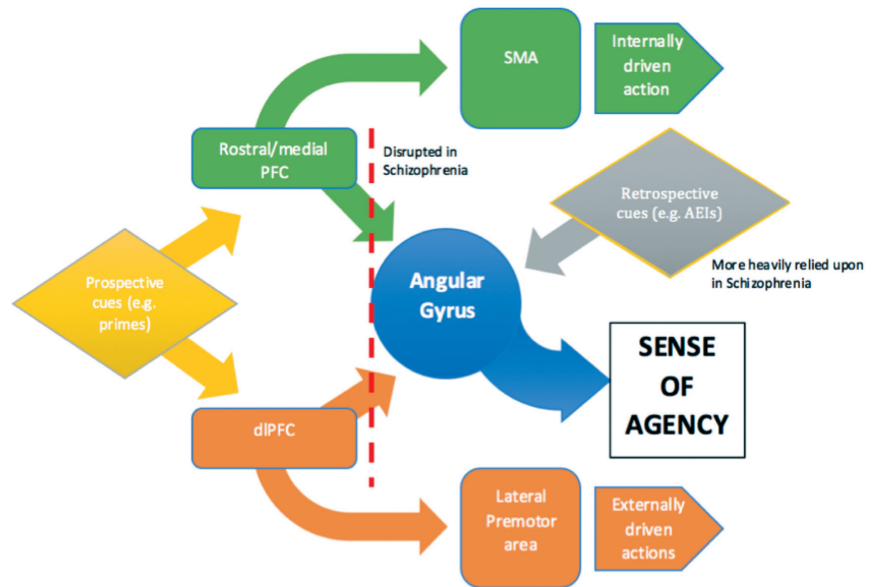 SMA
Internally
driven
action
Rostral/medial
PFC
Disrupted in
Schizophrenia
Retrospective
cues (e.g. AEIs)
More heavily relied upon
in Schizophrenia
Prospective
cues (e.g.
primes)
Angular
Gyrus
SENSE
OF
AGENCY
dlPFC
Lateral
Premotor
area
Externally
driven
actions